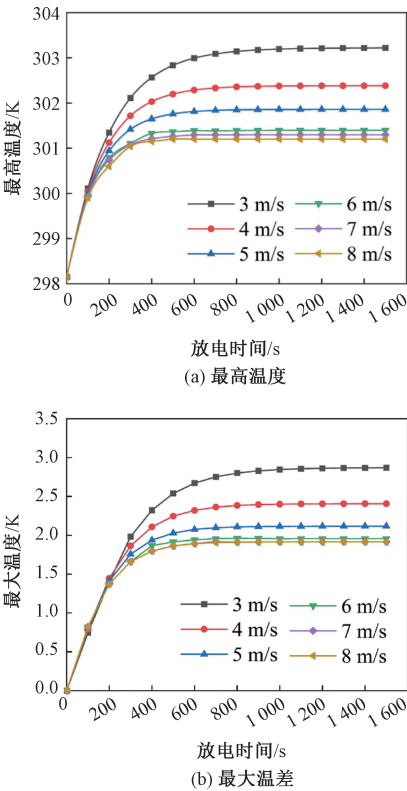 304
303
302
301
300
299
298
最高温度/K
3 m/s
4 m/s
5 m/s
6 m/s
7 m/s
8 m/s
0
200
400
600
800
1 000
1 200
1 400
1 600
放电时间/s
(a) 最高温度
3.5
3.0
2.5
2.0
1.5
1.0
0.5
0.0
最大温度/K
3 m/s
4 m/s
5 m/s
6 m/s
7 m/s
8 m/s
0
200
400
600
800
1 000
1 200
1 400
1 600
放电时间/s
(b) 最大温差